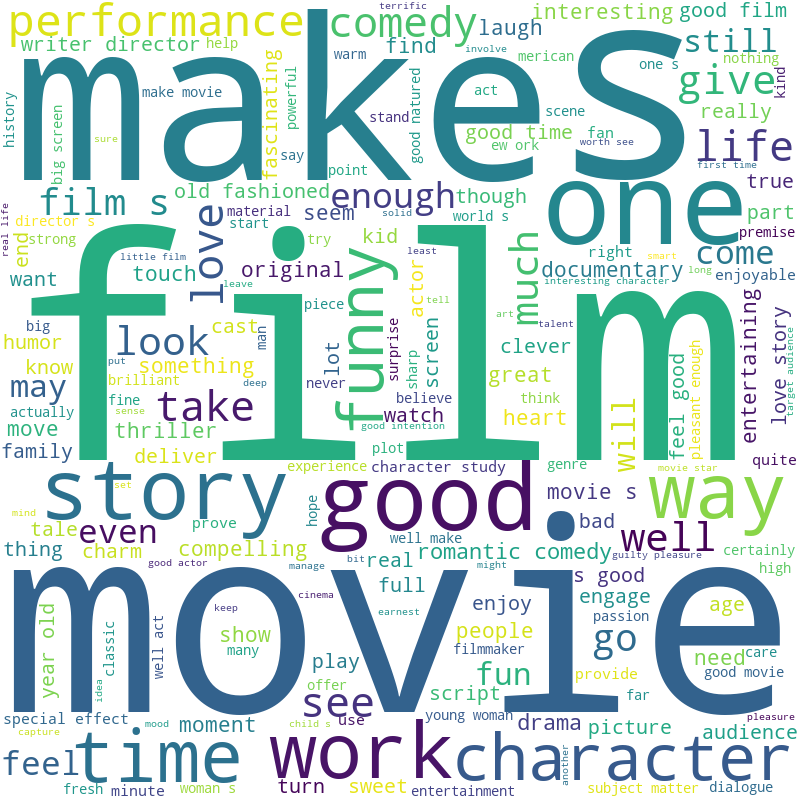 terrific
performance
comedy
interesting
good film
writer director
help
laugh
find
still
warm
involve
merican
one s
nothing
makes
history
make movie
fascinating
powerful
say
good natured
act
stand
scene
give
kind
big screen
good time
fan
really
sure
point
ew ork
worth see
life
first time
old fashioned
enough
though
one
true
film s
love
material
seem
solid
world s
part
real life
director s
start
kid
premise
end
strong
try
right
come
little film
funny
actor
least
much
smart
want
touch
leave
documentary
enjoyable
original
interesting character
long
film
tell
piece
art
big
look
cast
man
surprise
screen
talent
entertaining
love story
target audience
humor
lot
sharp
clever
feel good
pleasant enough
put
know
something
never
great
brilliant
deep
believe
think
may
fine
take
watch
heart
will
actually
sense
good intention
move
thriller
plot
family
deliver
experience
character study
genre
movie star
quite
story
set
good
movie s
way
mind
hope
tale
even
prove
well make
bad
well
thing
charm
compelling
real
romantic comedy
guilty pleasure
certainly
good actor
manage
bit
might
s good
high
movie
full
engage
year old
classic
well act
keep
cinema
earnest
enjoy
passion
age
idea
show
people
filmmaker
go
need
care
many
play
fun
provide
good movie
offer
script
far
see
special effect
mood
moment
child s
use
young woman
drama
picture
pleasure
capture
audience
feel
time
work
character
another
fresh
minute
woman s
turn
sweet
entertainment
subject matter
dialogue